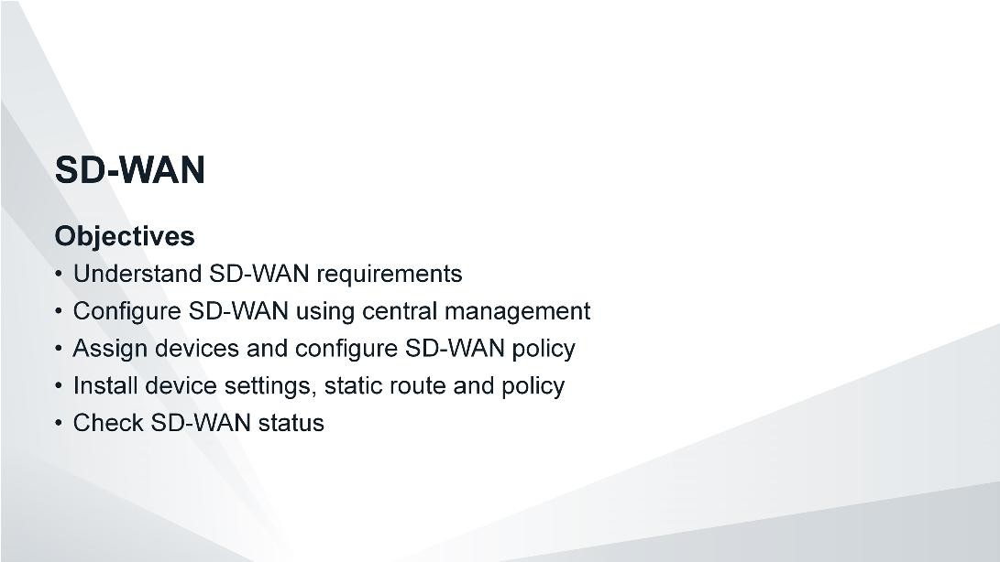 SD-WAN
Objectives
• Understand SD-WAN requirements
• Configure SD-WAN using central management
• Assign devices and configure SD-WAN policy
• Install device settings, static route and policy
• Check SD-WAN status